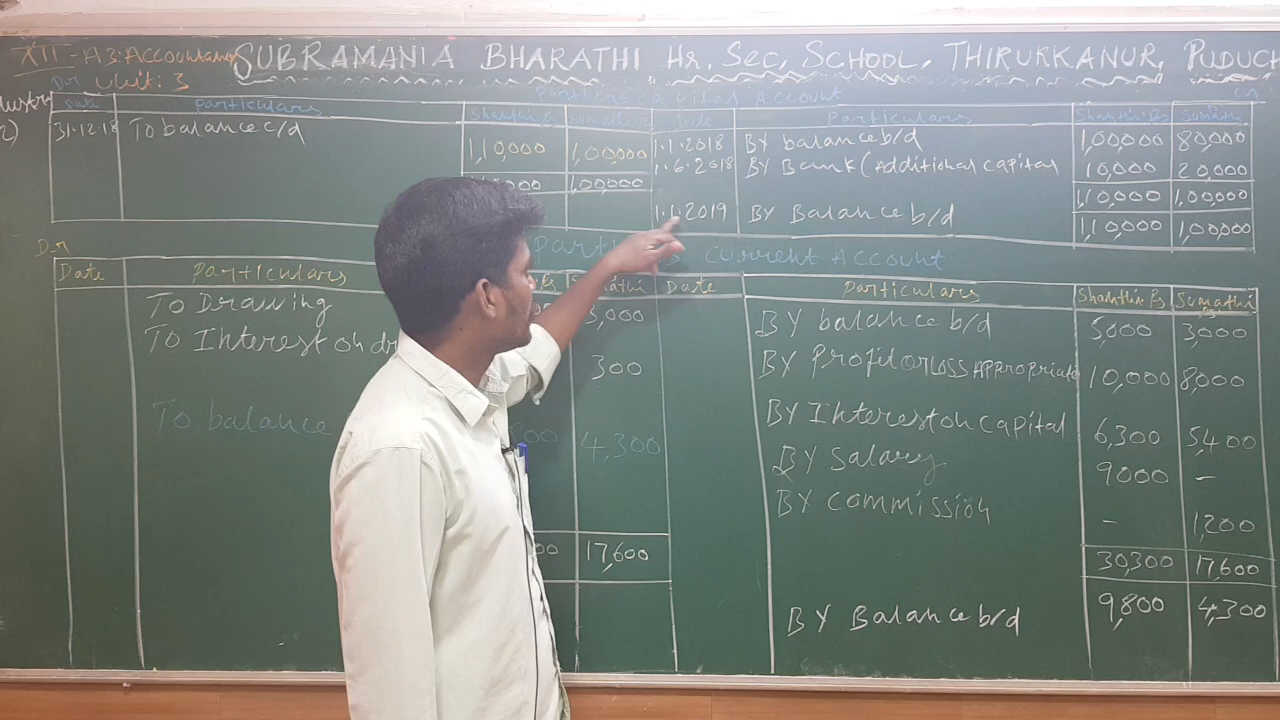 XII - A3: Accountancy SUBRAMANIA BHARATHI Hr. Sec, SCHOOL, THIRUKKANUR, PUDUCH
Dr Unit: 3 Partners Capital Account Cr
Date Particulars Shanthi Rs Sumathi Rs Date Particulars Shanthi Rs Sumathi
2) 31.12.18 To balance c/d 1,10,000 1,00,000 1.1.2018 BY balance b/d 1,00,000 80,000
1.6.2018 BY Bank (Additional capital 10,000 20,000
1,00,000 1,10,000 1,00,000
1.1.2019 BY Balance b/d 1,10,000 1,00,000
Dr Current Account
Date Particulars Sumathi Date Particulars Shanthi Rs Sumathi Rs
To Drawing BY balance b/d 5,000 3,000
To Interest on dr 300 BY Profit or Loss Appropriate 10,000 8,000
To balance 4,300 BY Interest on capital 6,300 5,400
BY Salary 9000 -
BY commission - 1,200
17,600 30,300 17,600
BY Balance b/d 9,800 4,300